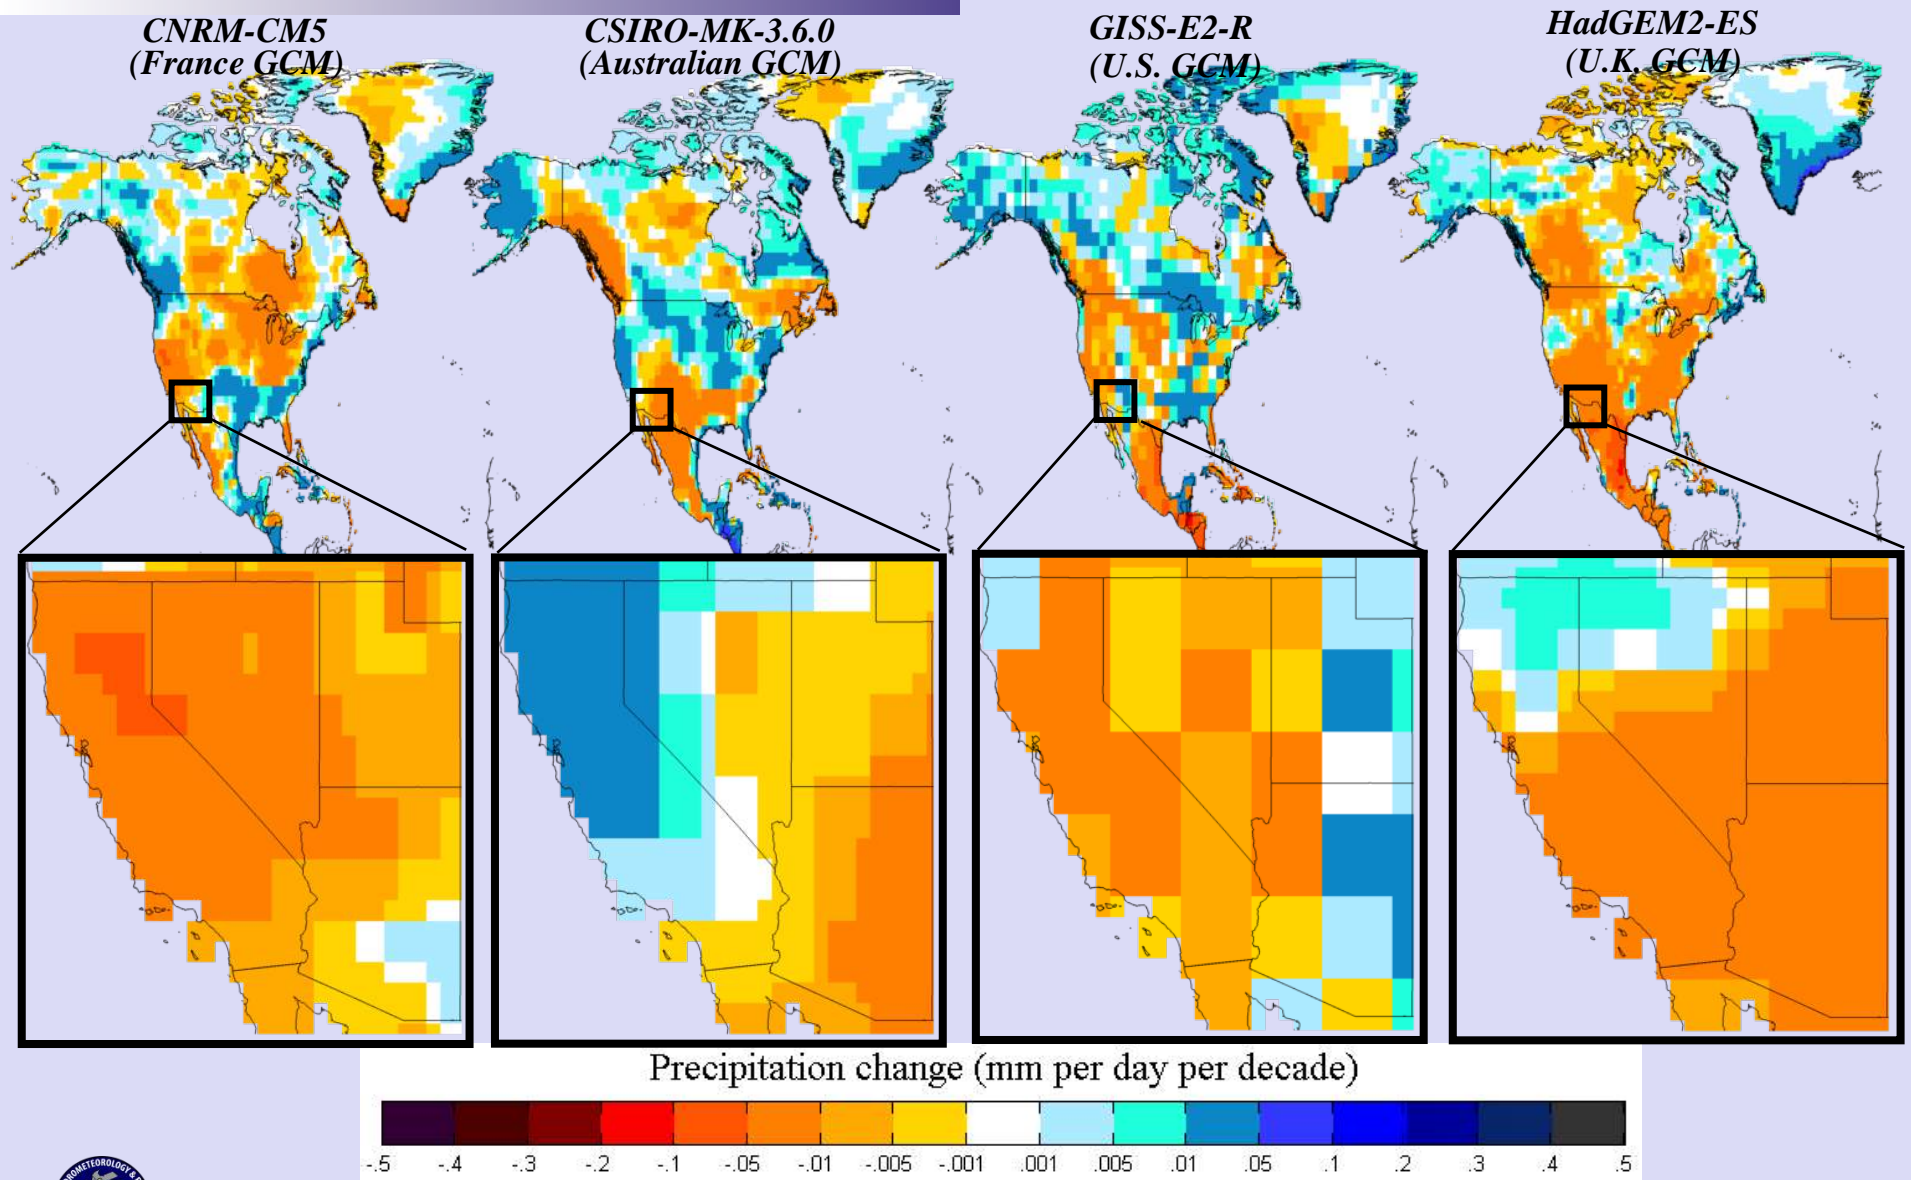 CNRM-CM5
(France GCM)
CSIRO-MK-3.6.0
(Australian GCM)
GISS-E2-R
(U.S. GCM)
HadGEM2-ES
(U.K. GCM)
Precipitation change (mm per day per decade)
-.5 -.4 -.3 -.2 -.1 -.05 -.01 -.005 -.001 .001 .005 .01 .05 .1 .2 .3 .4 .5